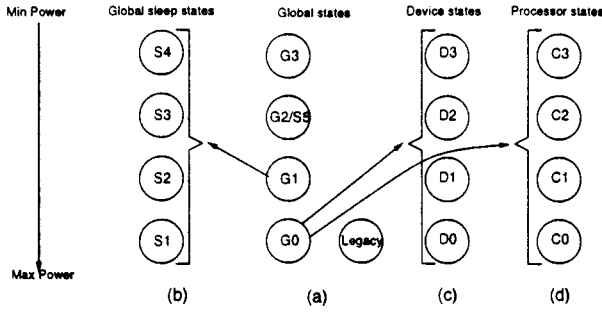 Min Power Global sleep states Global states Device states Processor states
S4 G3 D3 C3
S3 G2/S5 D2 C2
S2 G1 D1 C1
S1 G0 Legacy D0 C0
Max Power
(b) (a) (c) (d)